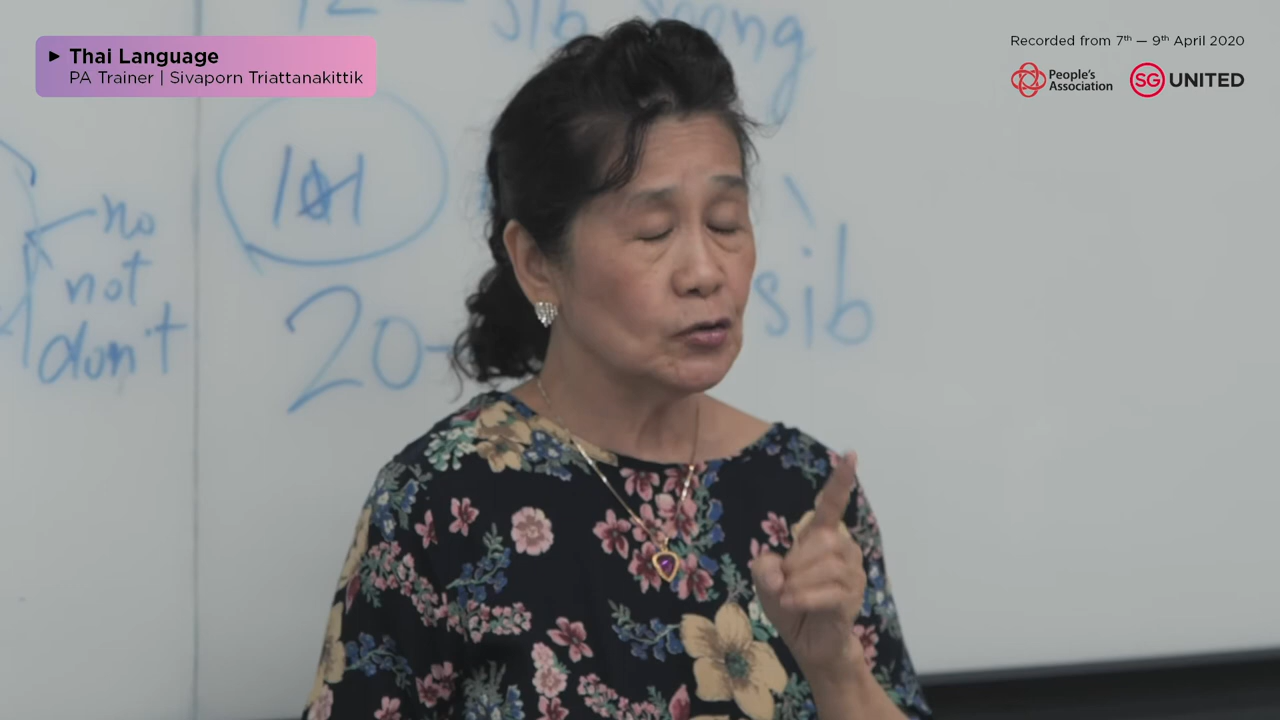 ► Thai Language
PA Trainer | Sivaporn Triattanakittik
Recorded from 7th — 9th April 2020
People's
Association
SG UNITED
12 — sib soong
no
not
don't
20-
sib